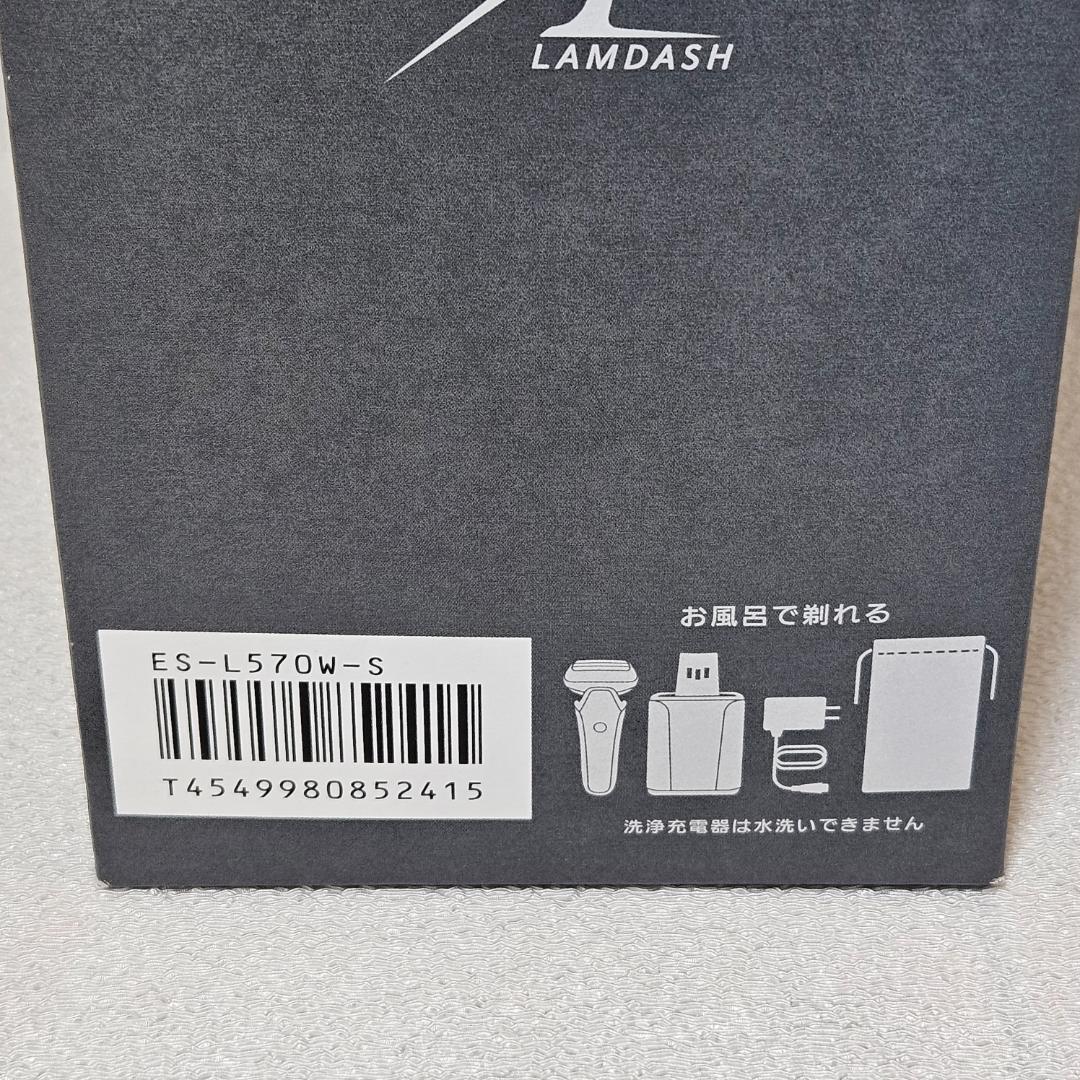 LAMDASH
お風呂で剃れる
ES-L570W-S
T4549980852415
洗浄充電器は水洗いできません